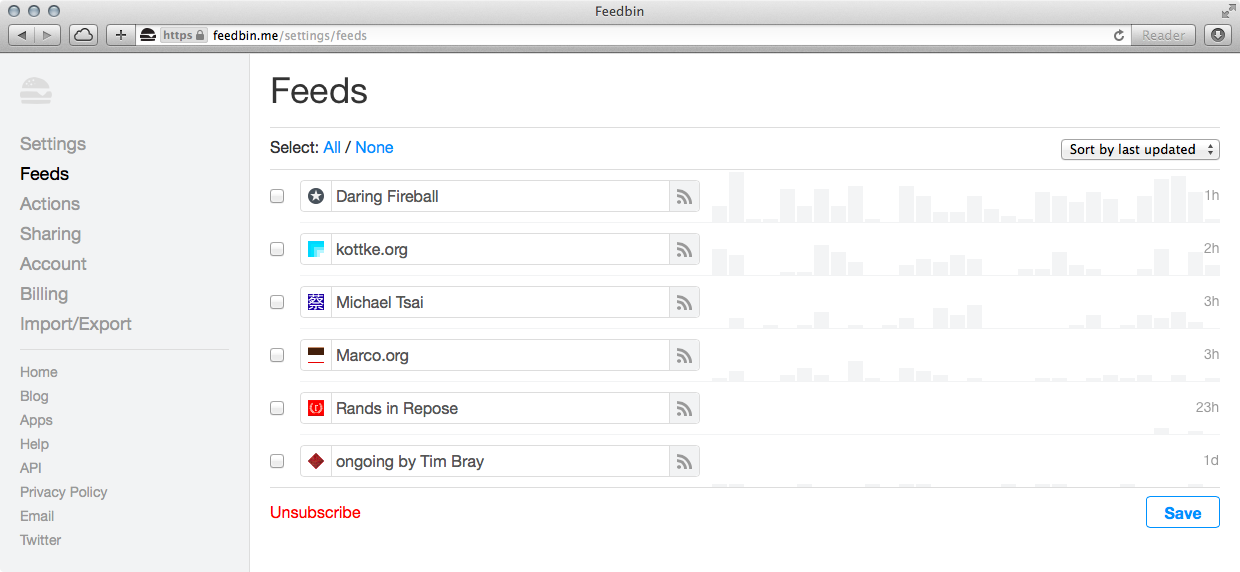 Feedbin
https feedbin.me/settings/feeds
Reader
Settings
Feeds
Actions
Sharing
Account
Billing
Import/Export
Home
Blog
Apps
Help
API
Privacy Policy
Email
Twitter
Feeds
Select: All / None
Sort by last updated
Daring Fireball
1h
kottke.org
2h
蔡
Michael Tsai
3h
Marco.org
3h
Rands in Repose
23h
ongoing by Tim Bray
1d
Unsubscribe
Save